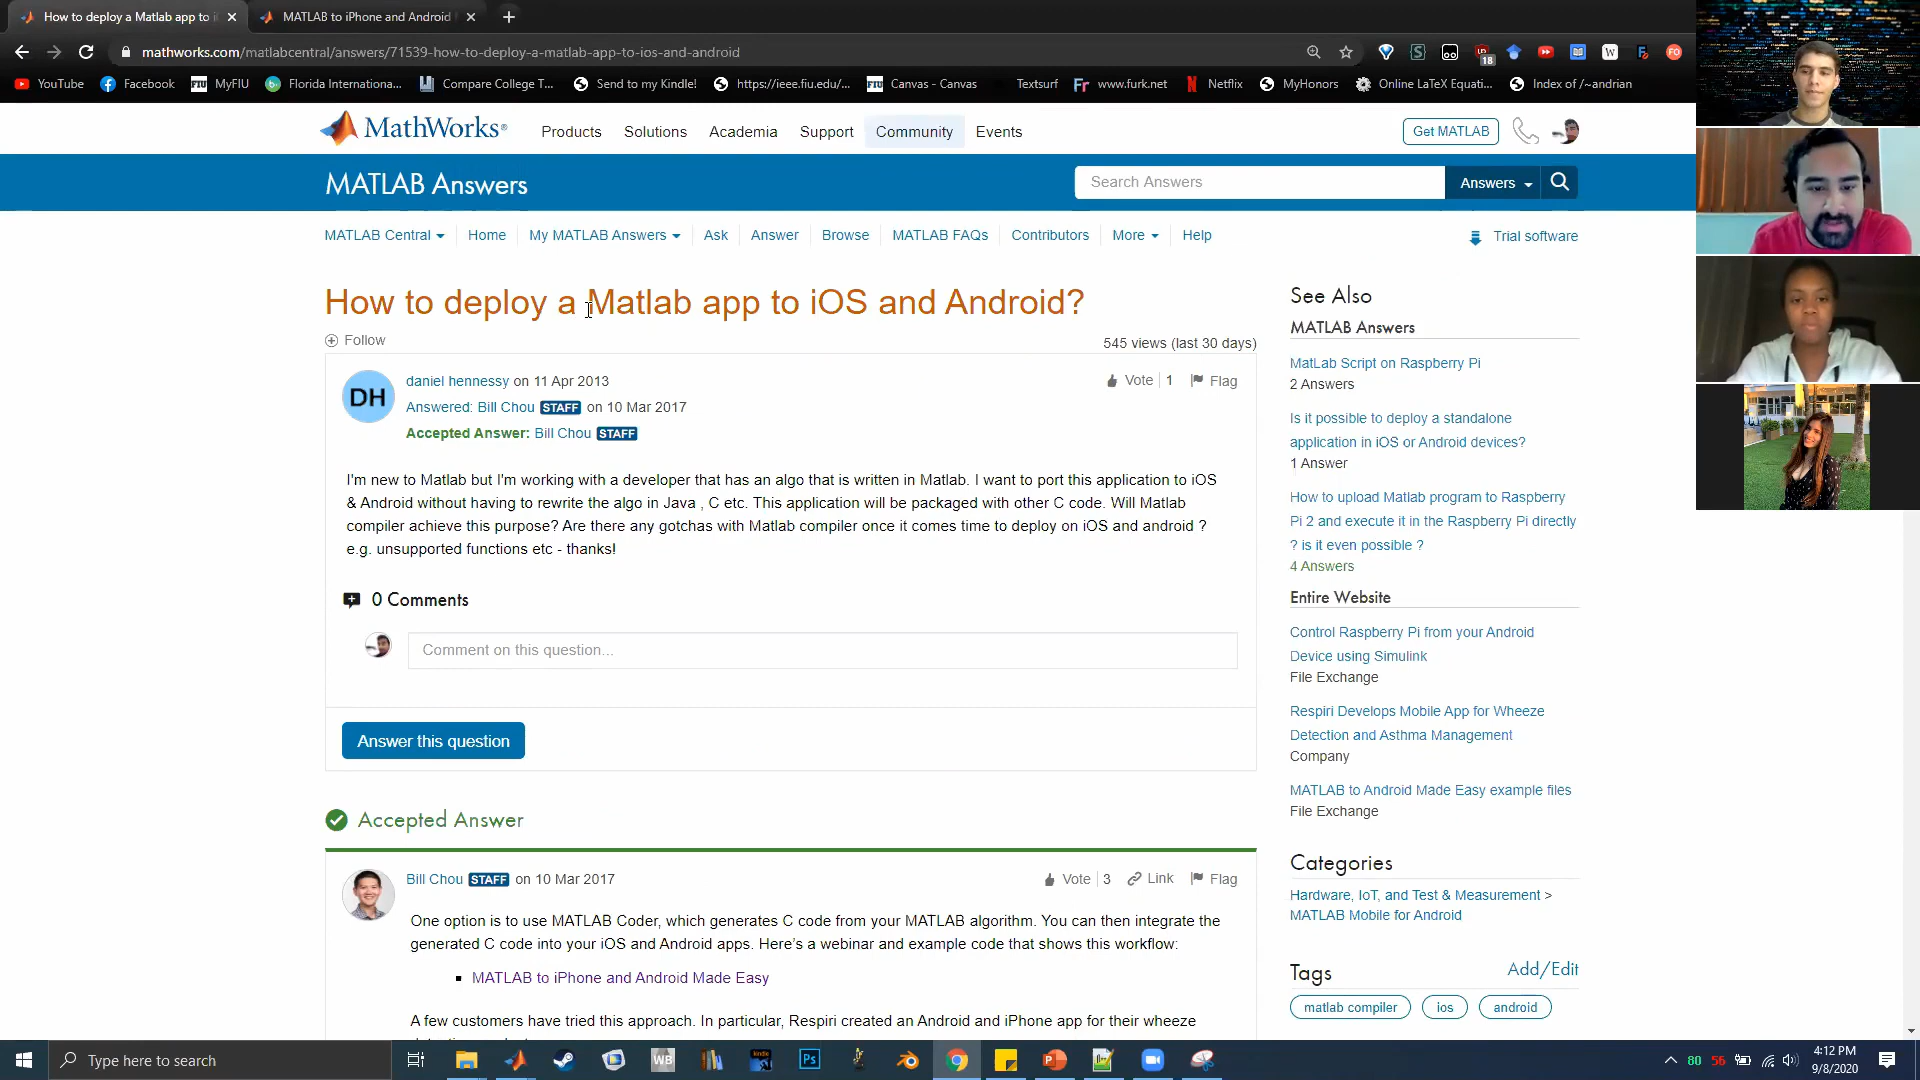 How to deploy a Matlab app to i
MATLAB to iPhone and Android
mathworks.com/matlabcentral/answers/71539-how-to-deploy-a-matlab-app-to-ios-and-android
18
W
FO
YouTube
Facebook
FIU MyFIU
Florida Internationa...
Compare College T...
Send to my Kindle!
https://ieee.fiu.edu/...
FIU Canvas - Canvas
Textsurf
Fr www.furk.net
N Netflix
MyHonors
Online LaTeX Equati...
Index of /~andrian
MathWorks®
Products
Solutions
Academia
Support
Community
Events
Get MATLAB
MATLAB Answers
Search Answers
Answers
MATLAB Central
Home
My MATLAB Answers
Ask
Answer
Browse
MATLAB FAQs
Contributors
More
Help
Trial software
How to deploy a Matlab app to iOS and Android?
Follow
545 views (last 30 days)
DH
daniel hennessy on 11 Apr 2013
Vote 1
Flag
Answered: Bill Chou STAFF on 10 Mar 2017
Accepted Answer: Bill Chou STAFF
I'm new to Matlab but I'm working with a developer that has an algo that is written in Matlab. I want to port this application to iOS
& Android without having to rewrite the algo in Java , C etc. This application will be packaged with other C code. Will Matlab
compiler achieve this purpose? Are there any gotchas with Matlab compiler once it comes time to deploy on iOS and android ?
e.g. unsupported functions etc - thanks!
0 Comments
Comment on this question...
Answer this question
Accepted Answer
Bill Chou STAFF on 10 Mar 2017
Vote 3
Link
Flag
One option is to use MATLAB Coder, which generates C code from your MATLAB algorithm. You can then integrate the
generated C code into your iOS and Android apps. Here's a webinar and example code that shows this workflow:
MATLAB to iPhone and Android Made Easy
A few customers have tried this approach. In particular, Respiri created an Android and iPhone app for their wheeze
See Also
MATLAB Answers
MatLab Script on Raspberry Pi
2 Answers
Is it possible to deploy a standalone
application in iOS or Android devices?
1 Answer
How to upload Matlab program to Raspberry
Pi 2 and execute it in the Raspberry Pi directly
? is it even possible ?
4 Answers
Entire Website
Control Raspberry Pi from your Android
Device using Simulink
File Exchange
Respiri Develops Mobile App for Wheeze
Detection and Asthma Management
Company
MATLAB to Android Made Easy example files
File Exchange
Categories
Hardware, IoT, and Test & Measurement >
MATLAB Mobile for Android
Tags
Add/Edit
matlab compiler
ios
android
Type here to search
WB
kindle
Ps
80
56
4:12 PM
9/8/2020